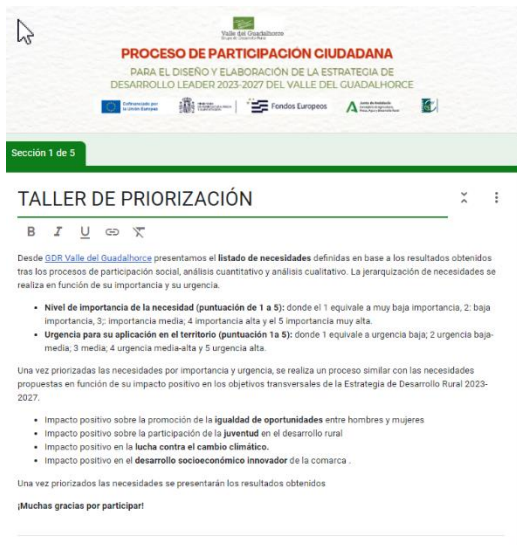 Valle del Guadalhorce
PROCESO DE PARTICIPACIÓN CIUDADANA
PARA EL DISEÑO Y ELABORACIÓN DE LA ESTRATEGIA DE
DESARROLLO LEADER 2023-2027 DEL VALLE DEL GUADALHORCE
Cofinanciado por
la Unión Europea
Fondos Europeos
Junta de Andalucía
Sección 1 de 5
TALLER DE PRIORIZACIÓN
B I U
Desde GDR Valle del Guadalhorce presentamos el listado de necesidades definidas en base a los resultados obtenidos
tras los procesos de participación social, análisis cuantitativo y análisis cualitativo. La jerarquización de necesidades se
realiza en función de su importancia y su urgencia.
• Nivel de importancia de la necesidad (puntuación de 1 a 5): donde el 1 equivale a muy baja importancia, 2: baja
importancia, 3;: importancia media; 4 importancia alta y el 5 importancia muy alta.
• Urgencia para su aplicación en el territorio (puntuación 1a 5): donde 1 equivale a urgencia baja; 2 urgencia baja-
media; 3 media; 4 urgencia media-alta y 5 urgencia alta.
Una vez priorizadas las necesidades por importancia y urgencia, se realiza un proceso similar con las necesidades
propuestas en función de su impacto positivo en los objetivos transversales de la Estrategia de Desarrollo Rural 2023-
2027.
• Impacto positivo sobre la promoción de la igualdad de oportunidades entre hombres y mujeres
• Impacto positivo sobre la participación de la juventud en el desarrollo rural
• Impacto positivo en la lucha contra el cambio climático.
• Impacto positivo en el desarrollo socioeconómico innovador de la comarca .
Una vez priorizados las necesidades se presentarán los resultados obtenidos
¡Muchas gracias por participar!